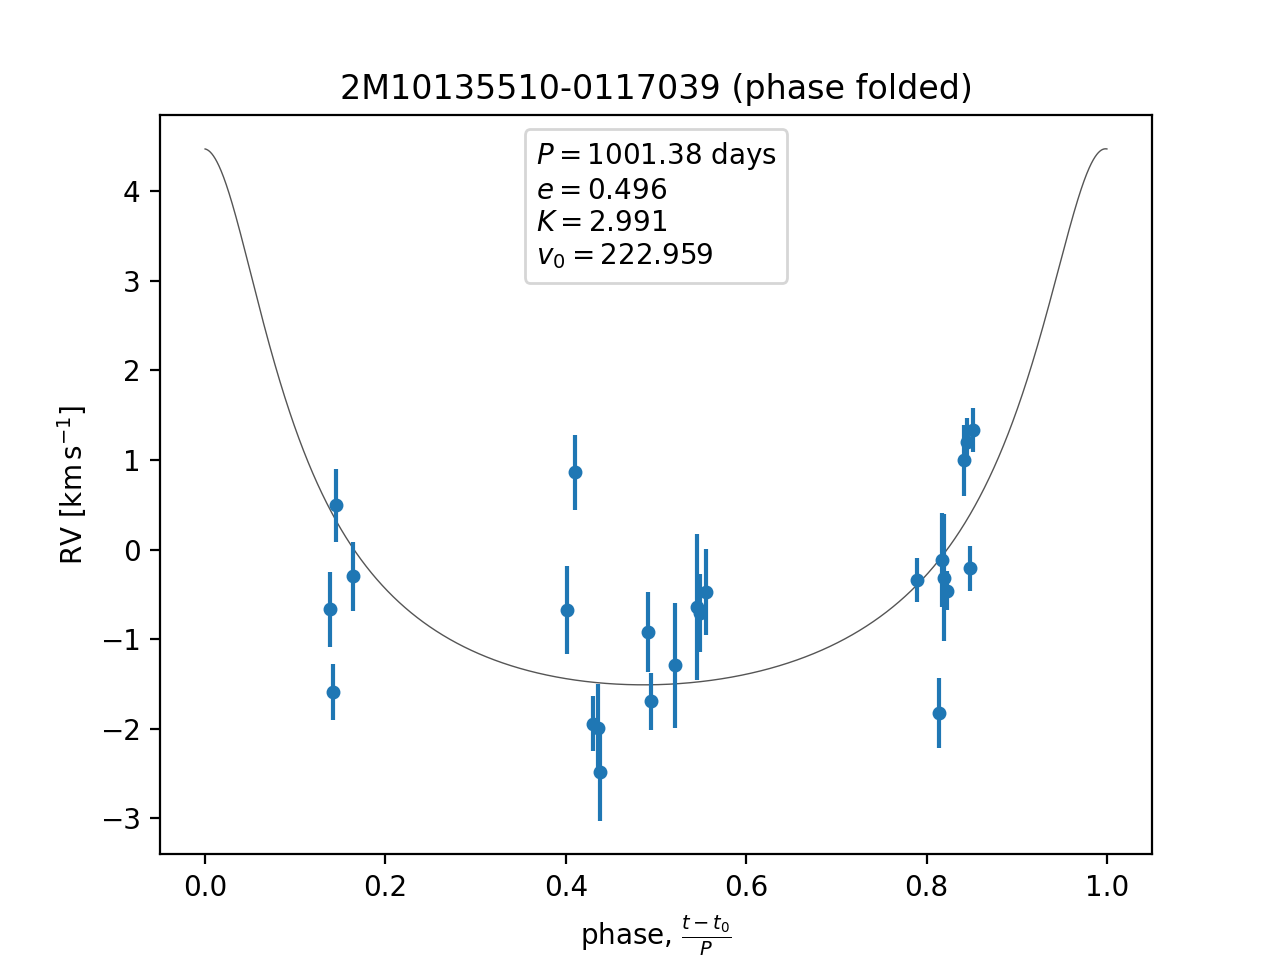 2M10135510-0117039 (phase folded)
P = 1001.38 days
e = 0.496
K = 2.991
v₀ = 222.959
4
3
2
1
0
−1
−2
−3
RV [km s⁻¹]
0.0 0.2 0.4 0.6 0.8 1.0
phase, (t − t₀)/P